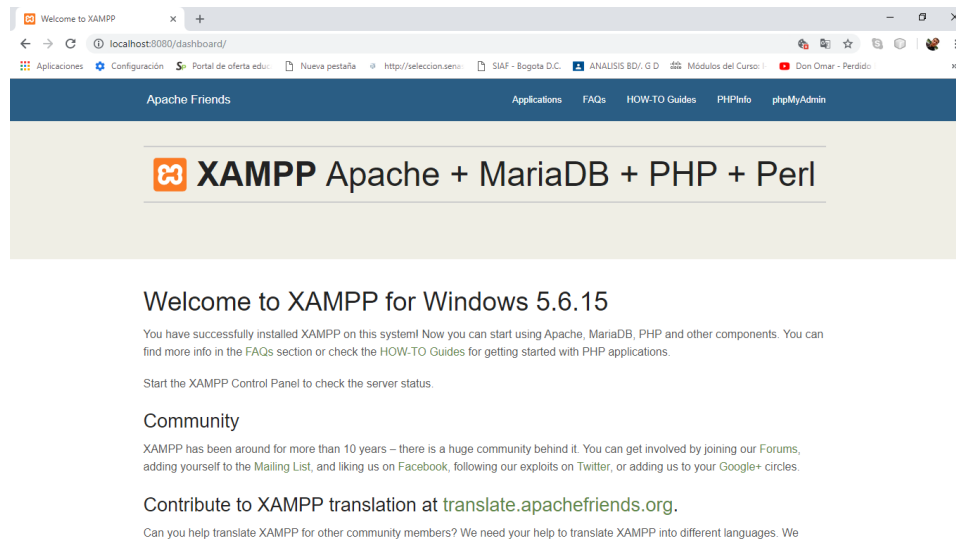 Welcome to XAMPP
localhost:8080/dashboard/
Aplicaciones Configuración Portal de oferta educ Nueva pestaña http://seleccion.sena SIAF - Bogota D.C. ANALISIS BD/. G D Módulos del Curso: Don Omar - Perdido
Apache Friends Applications FAQs HOW-TO Guides PHPInfo phpMyAdmin
XAMPP Apache + MariaDB + PHP + Perl
Welcome to XAMPP for Windows 5.6.15
You have successfully installed XAMPP on this system! Now you can start using Apache, MariaDB, PHP and other components. You can
find more info in the FAQs section or check the HOW-TO Guides for getting started with PHP applications.
Start the XAMPP Control Panel to check the server status.
Community
XAMPP has been around for more than 10 years – there is a huge community behind it. You can get involved by joining our Forums,
adding yourself to the Mailing List, and liking us on Facebook, following our exploits on Twitter, or adding us to your Google+ circles.
Contribute to XAMPP translation at translate.apachefriends.org.
Can you help translate XAMPP for other community members? We need your help to translate XAMPP into different languages. We